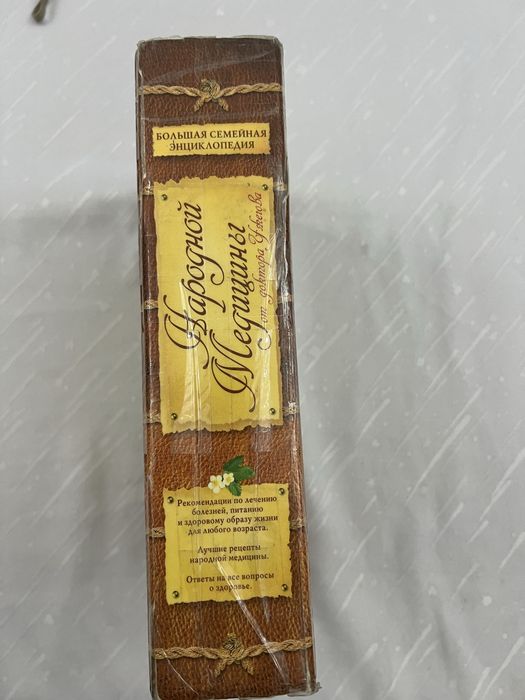 БОЛЬШАЯ СЕМЕЙНАЯ
ЭНЦИКЛОПЕДИЯ
Народной
Медицины
от доктора Ужегова
Рекомендации по лечению
болезней, питанию
и здоровому образу жизни
для любого возраста.
Лучшие рецепты
народной медицины.
Ответы на все вопросы
о здоровье.